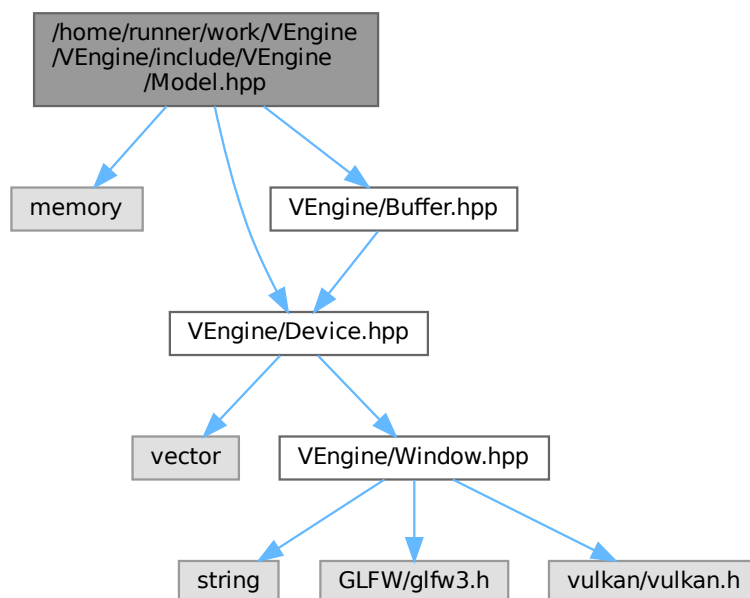 /home/runner/work/VEngine
/VEngine/include/VEngine
/Model.hpp
memory
VEngine/Buffer.hpp
VEngine/Device.hpp
vector
VEngine/Window.hpp
string
GLFW/glfw3.h
vulkan/vulkan.h